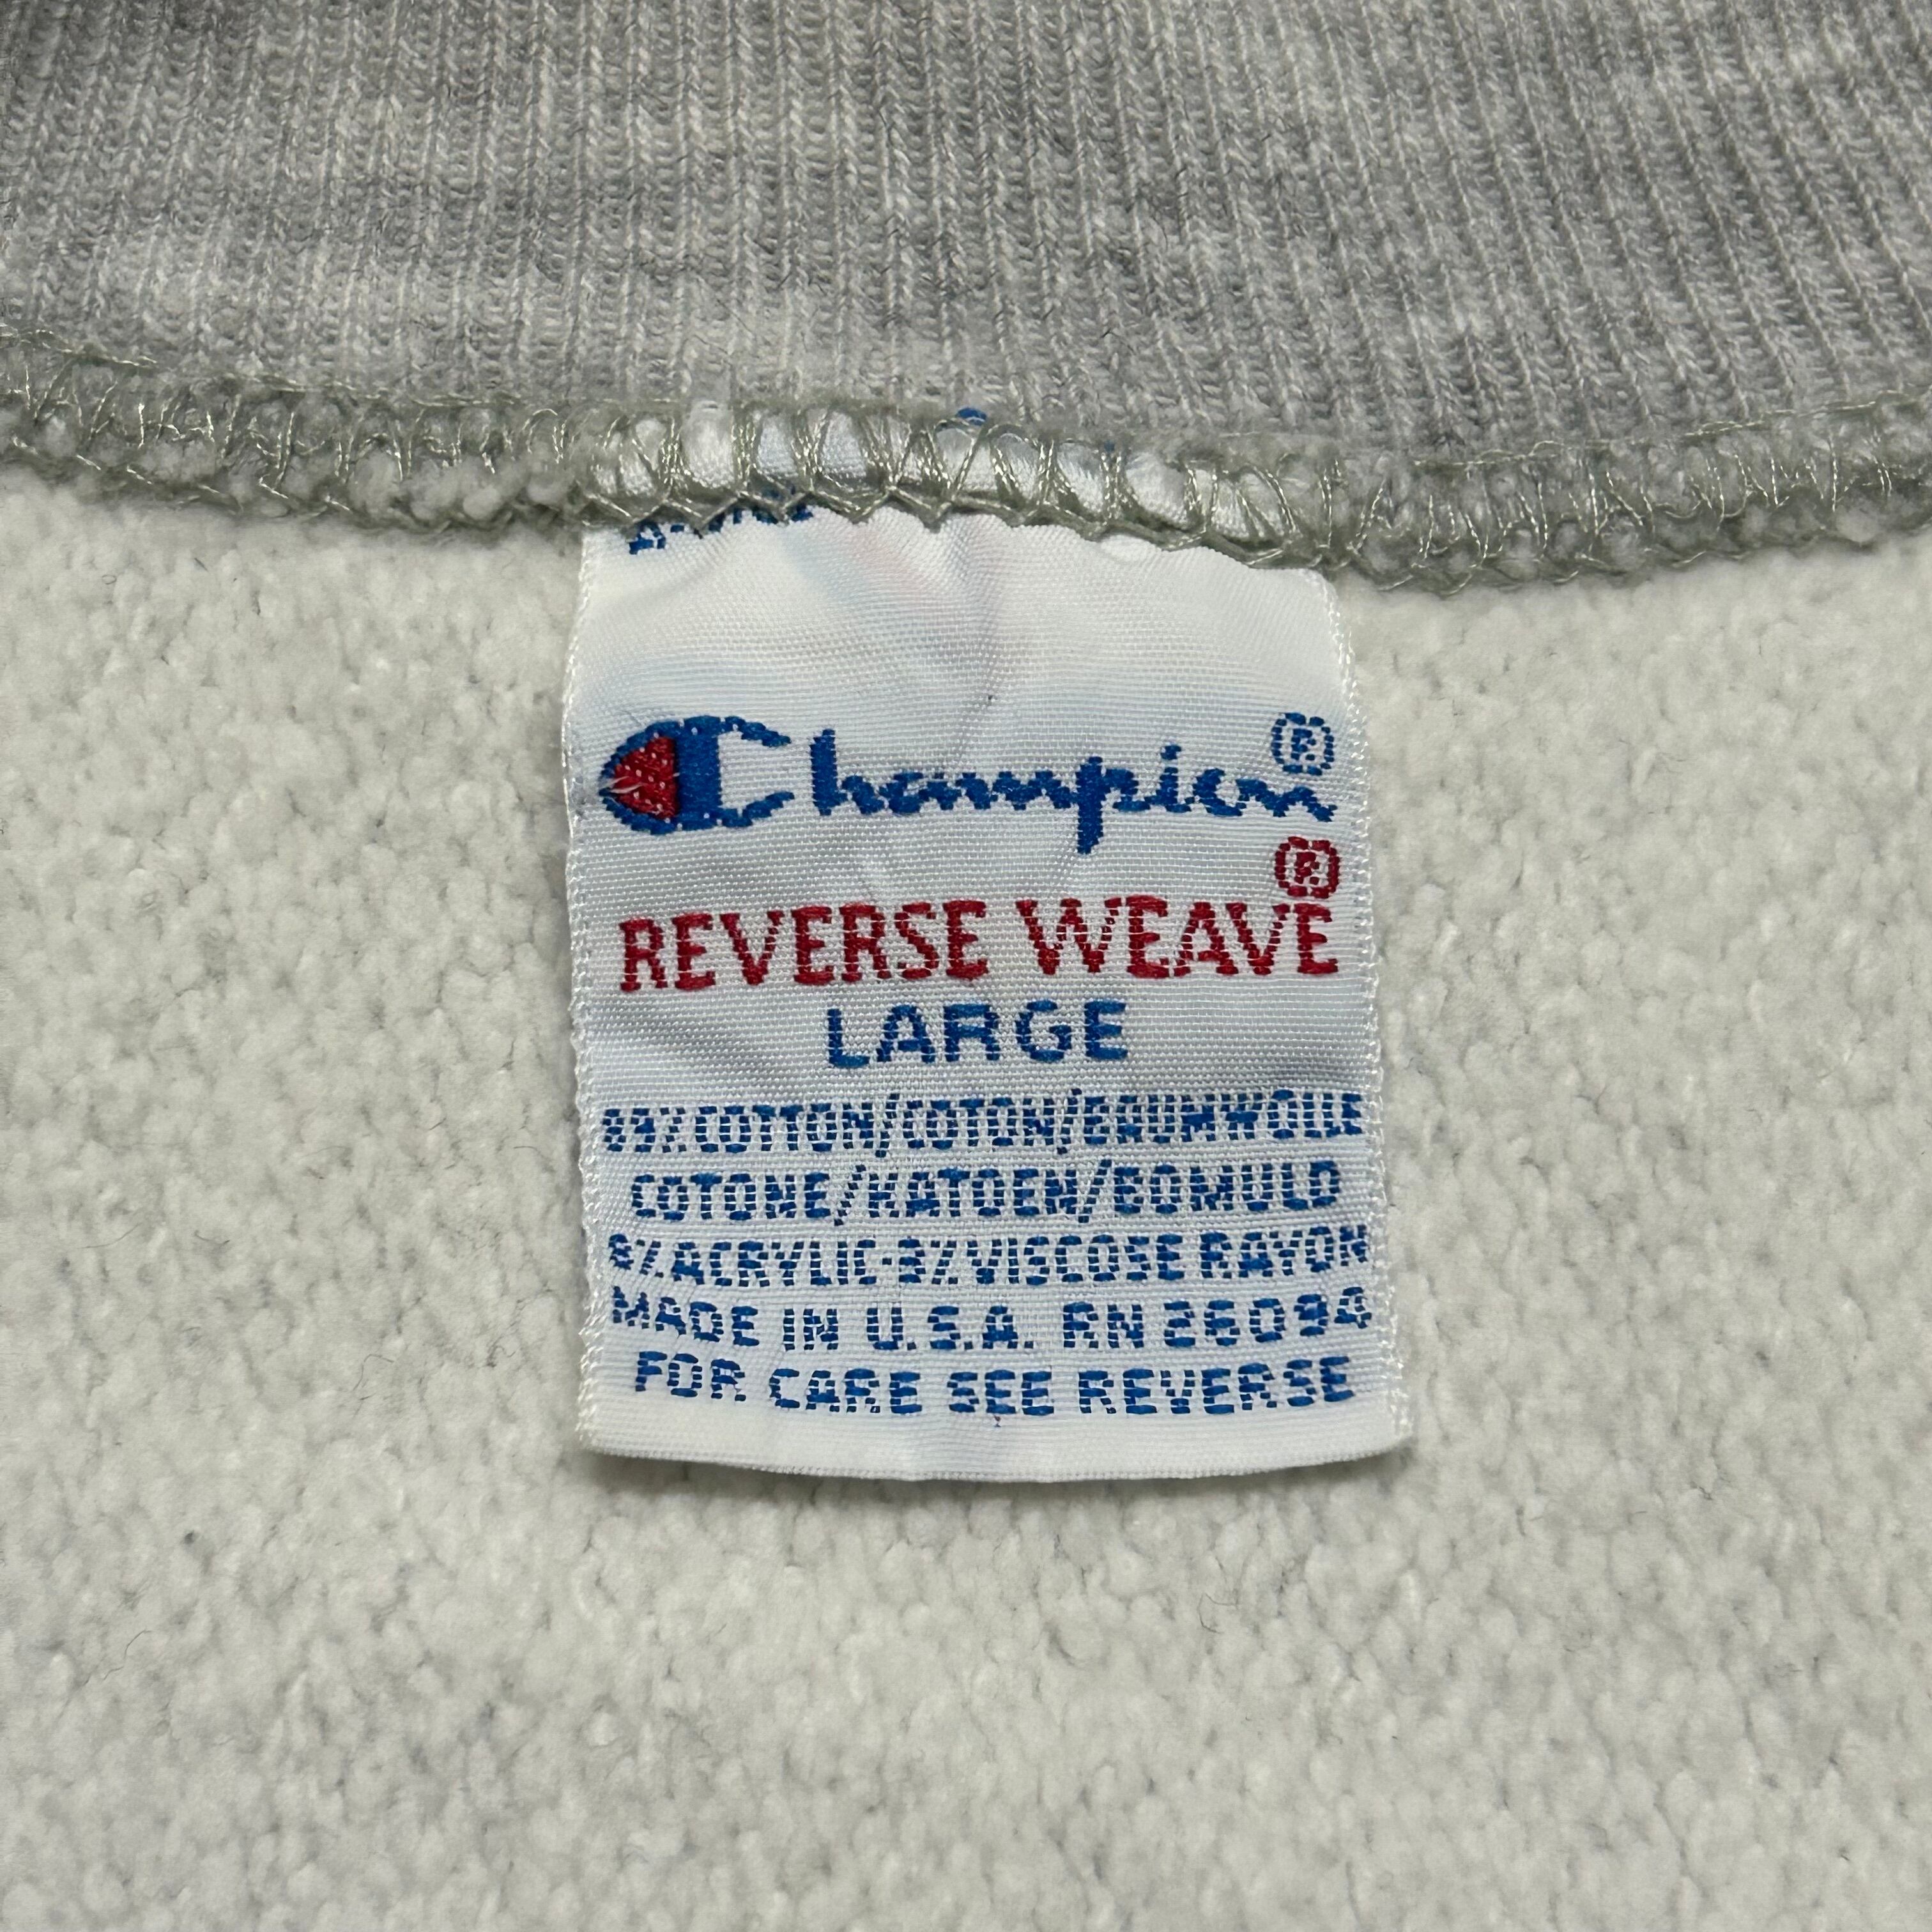 Champion®
®
REVERSE WEAVE
LARGE
89% COTTON/COTON/BAUMWOLLE
COTONE/KATOEN/BOMULD
8% ACRYLIC-3% VISCOSE RAYON
MADE IN U.S.A. RN 26094
FOR CARE SEE REVERSE